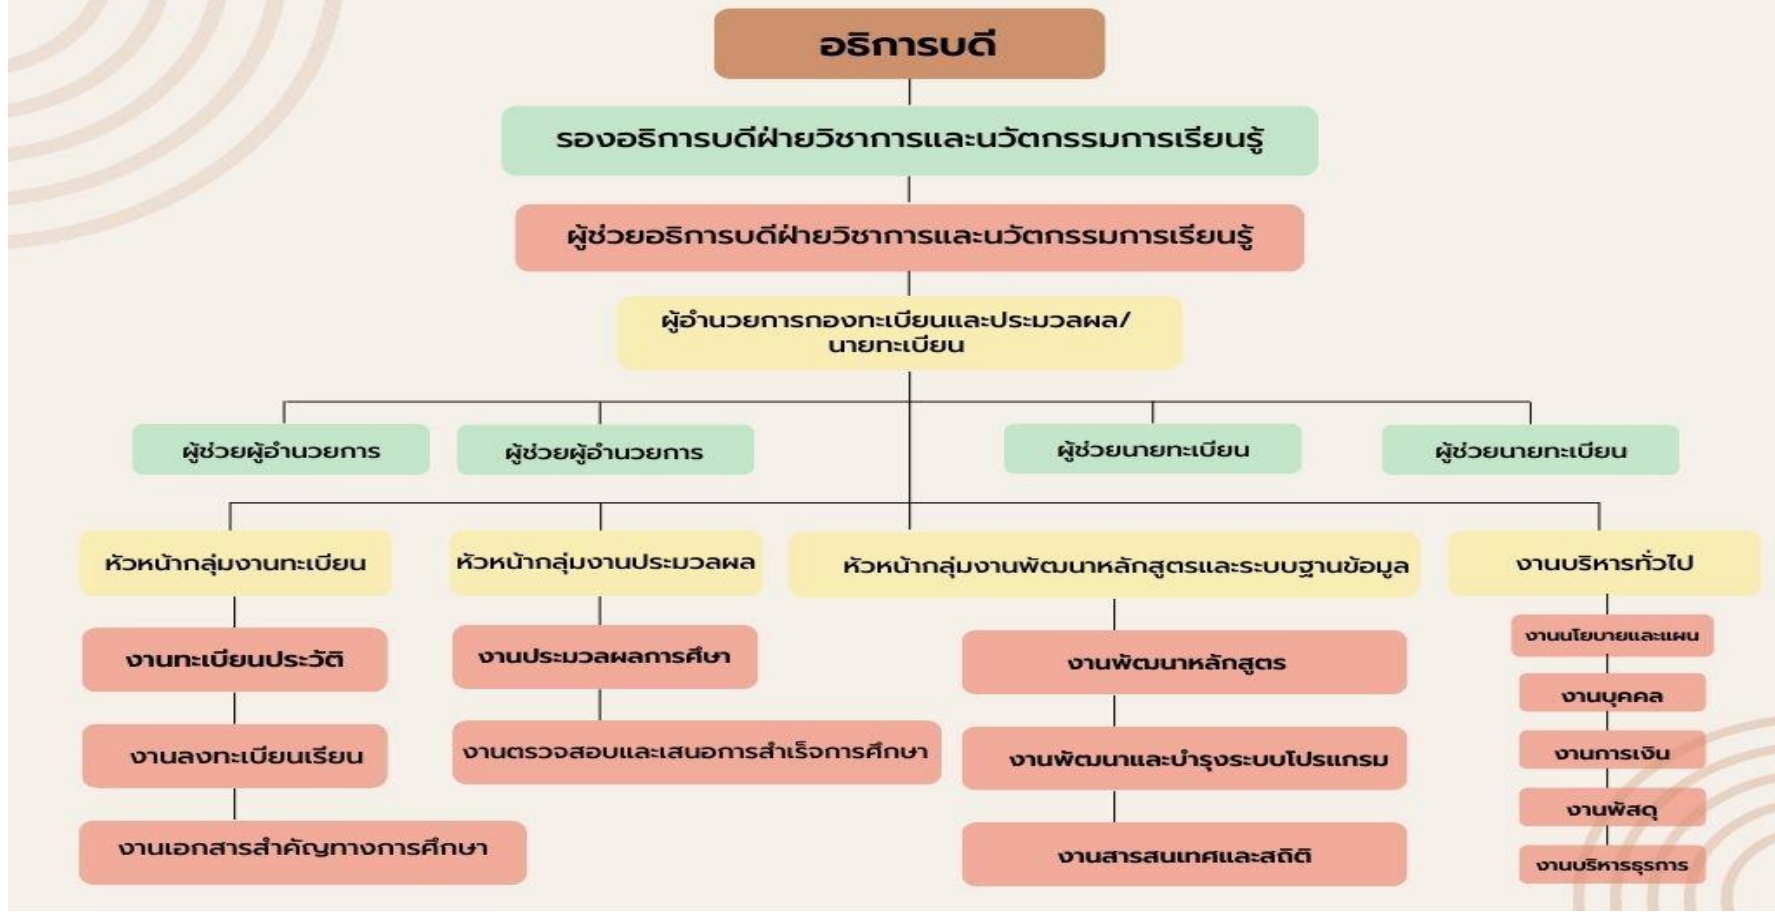 อธิการบดี
รองอธิการบดีฝ่ายวิชาการและนวัตกรรมการเรียนรู้
ผู้ช่วยอธิการบดีฝ่ายวิชาการและนวัตกรรมการเรียนรู้
ผู้อำนวยการกองทะเบียนและประมวลผล/
นายทะเบียน
ผู้ช่วยผู้อำนวยการ
ผู้ช่วยผู้อำนวยการ
ผู้ช่วยนายทะเบียน
ผู้ช่วยนายทะเบียน
หัวหน้ากลุ่มงานทะเบียน
หัวหน้ากลุ่มงานประมวลผล
หัวหน้ากลุ่มงานพัฒนาหลักสูตรและระบบฐานข้อมูล
งานบริหารทั่วไป
งานทะเบียนประวัติ
งานลงทะเบียนเรียน
งานเอกสารสำคัญทางการศึกษา
งานประมวลผลการศึษา
งานตรวจสอบและเสนอการสำเร็จการศึกษา
งานพัฒนาหลักสูตร
งานพัฒนาและบำรุงระบบโปรแกรม
งานสารสนเทศและสถิติ
งานนโยบายและแผน
งานบุคคล
งานการเงิน
งานพัสดุ
งานบริหารธุรการ